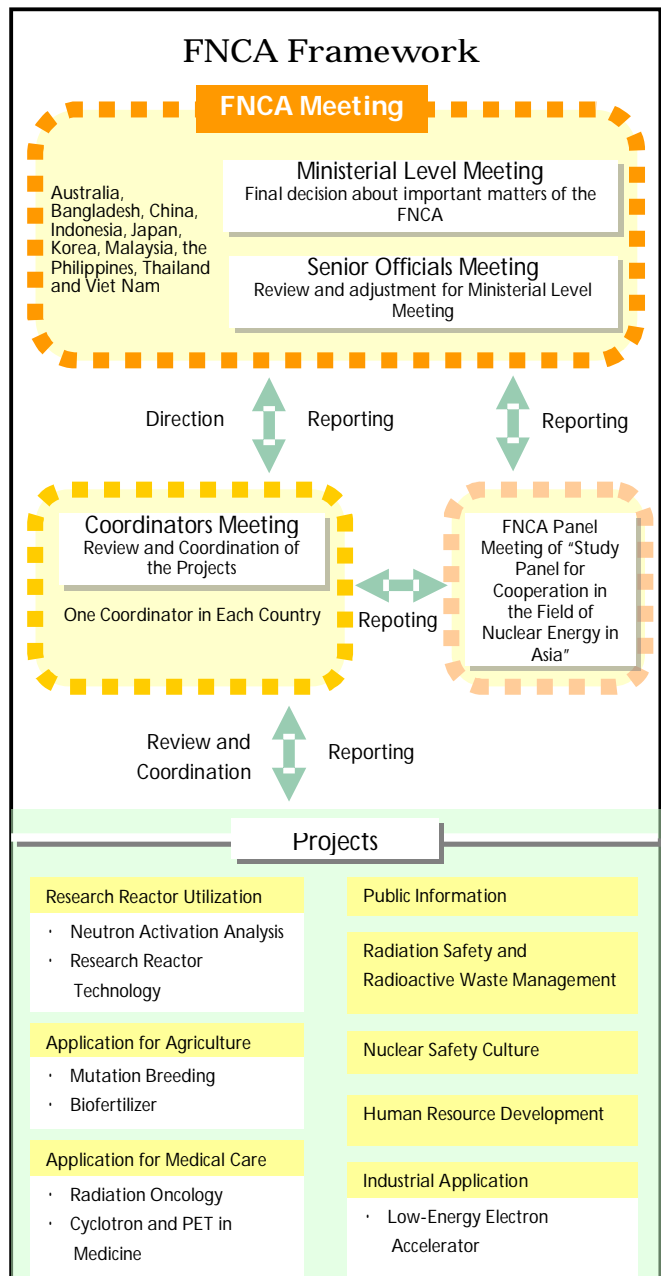 FNCA Framework
FNCA Meeting
Australia,
Bangladesh, China,
Indonesia, Japan,
Korea, Malaysia, the
Philippines, Thailand
and Viet Nam
Ministerial Level Meeting
Final decision about important matters of the
FNCA
Senior Officials Meeting
Review and adjustment for Ministerial Level
Meeting
Direction
Reporting
Reporting
Coordinators Meeting
Review and Coordination of
the Projects
One Coordinator in Each Country
Repoting
FNCA Panel
Meeting of “Study
Panel for
Cooperation in
the Field of
Nuclear Energy in
Asia”
Review and
Coordination
Reporting
Projects
Research Reactor Utilization
· Neutron Activation Analysis
· Research Reactor
Technology
Application for Agriculture
· Mutation Breeding
· Biofertilizer
Application for Medical Care
· Radiation Oncology
· Cyclotron and PET in
Medicine
Public Information
Radiation Safety and
Radioactive Waste Management
Nuclear Safety Culture
Human Resource Development
Industrial Application
· Low-Energy Electron
Accelerator